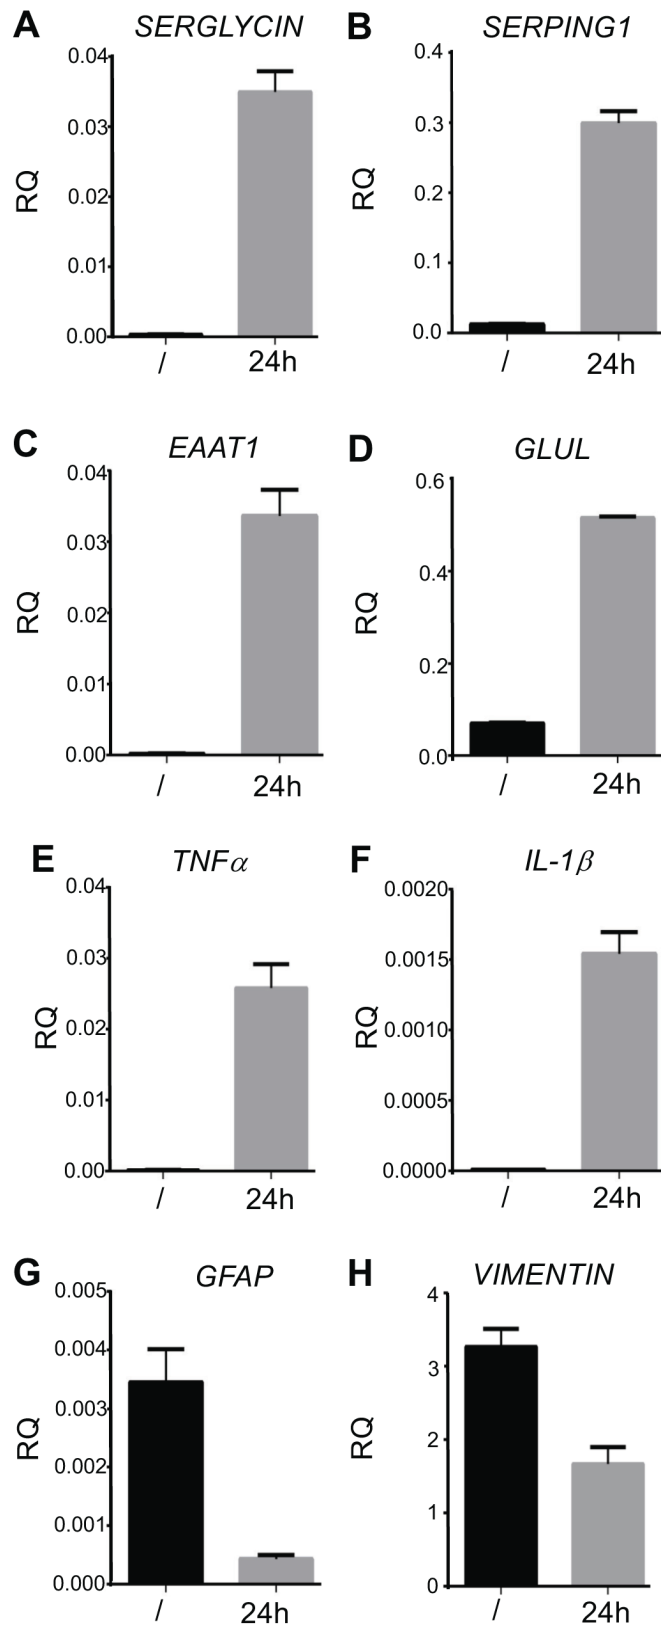 A SERGLYCIN
0.04
0.03
0.02
0.01
0.00
RQ
/ 24h
B SERPING1
0.4
0.3
0.2
0.1
0.0
RQ
/ 24h
C EAAT1
0.04
0.03
0.02
0.01
0.00
RQ
/ 24h
D GLUL
0.6
0.4
0.2
0.0
RQ
/ 24h
E TNFα
0.04
0.03
0.02
0.01
0.00
RQ
/ 24h
F IL-1β
0.0020
0.0015
0.0010
0.0005
0.0000
RQ
/ 24h
G GFAP
0.005
0.004
0.003
0.002
0.001
0.000
RQ
/ 24h
H VIMENTIN
4
3
2
1
0
RQ
/ 24h